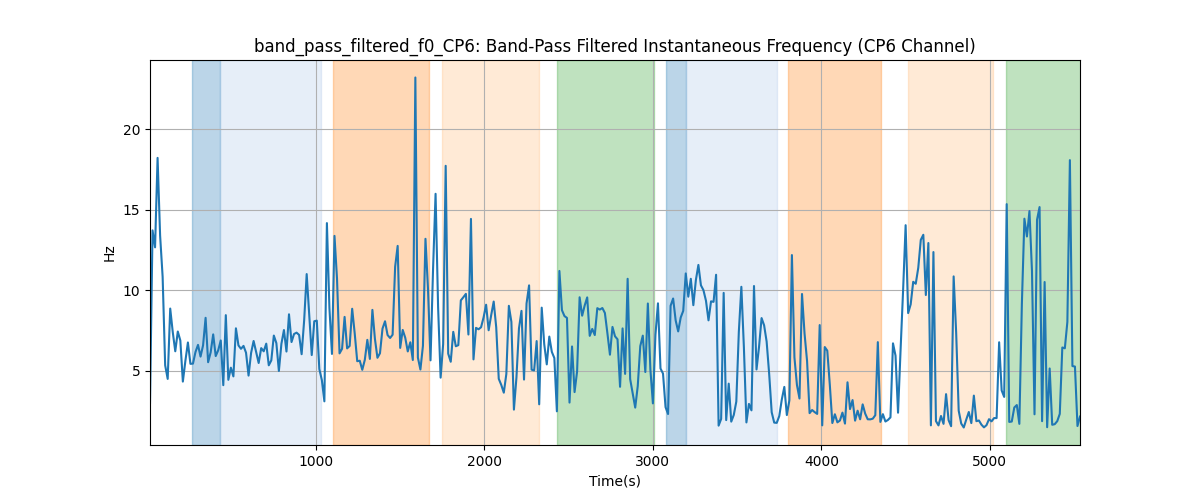 band_pass_filtered_f0_CP6: Band-Pass Filtered Instantaneous Frequency (CP6 Channel)
20
15
10
5
Hz
1000 2000 3000 4000 5000
Time(s)